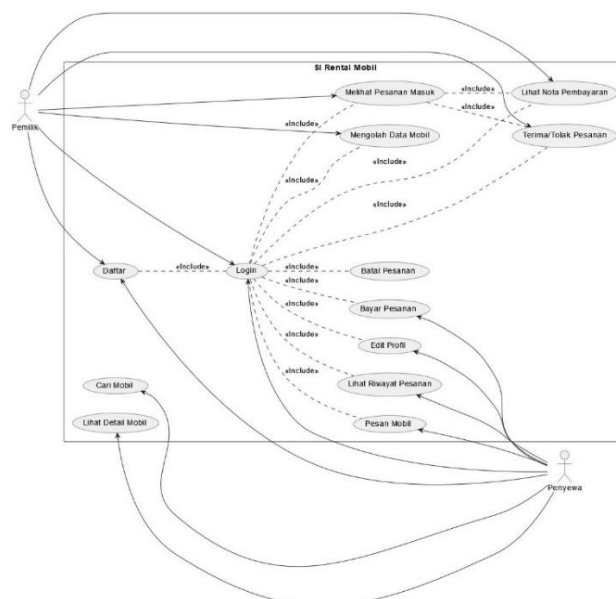 SI Rental Mobil
Pemilik
Melihat Pesanan Masuk
«Include»
Lihat Nota Pembayaran
«Include»
«Include»
Mengolah Data Mobil
Terima/Tolak Pesanan
«Include»
«Include»
«Include»
Daftar
«Include»
Login
«Include»
Batal Pesanan
«Include»
Bayar Pesanan
«Include»
Edit Profil
«Include»
Cari Mobil
Lihat Riwayat Pesanan
«Include»
Lihat Detail Mobil
Pesan Mobil
Penyewa